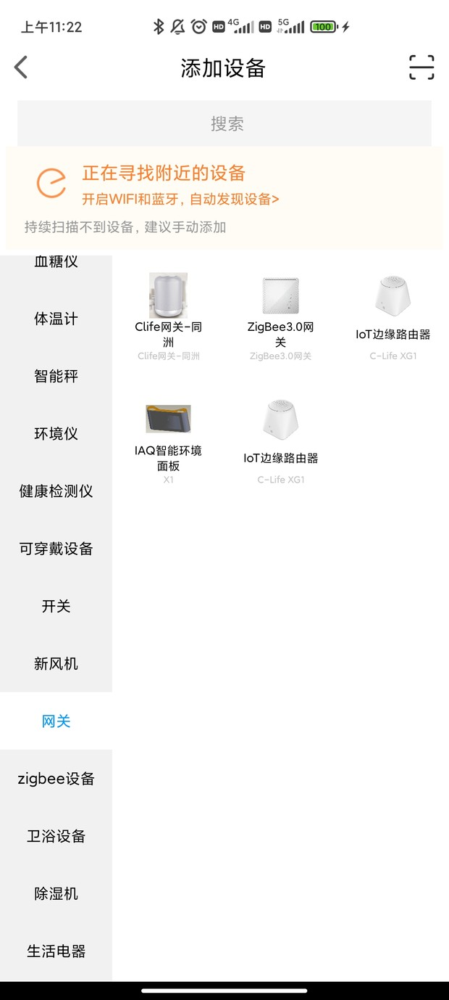 上午11:22
HD 4G HD 5G 100
添加设备
搜索
正在寻找附近的设备
开启WIFI和蓝牙，自动发现设备>
持续扫描不到设备，建议手动添加
血糖仪
体温计
智能秤
环境仪
健康检测仪
可穿戴设备
开关
新风机
网关
zigbee设备
卫浴设备
除湿机
生活电器
Clife网关-同
洲
Clife网关-同洲
ZigBee3.0网
关
ZigBee3.0网关
IoT边缘路由器
C-Life XG1
IAQ智能环境
面板
X1
IoT边缘路由器
C-Life XG1